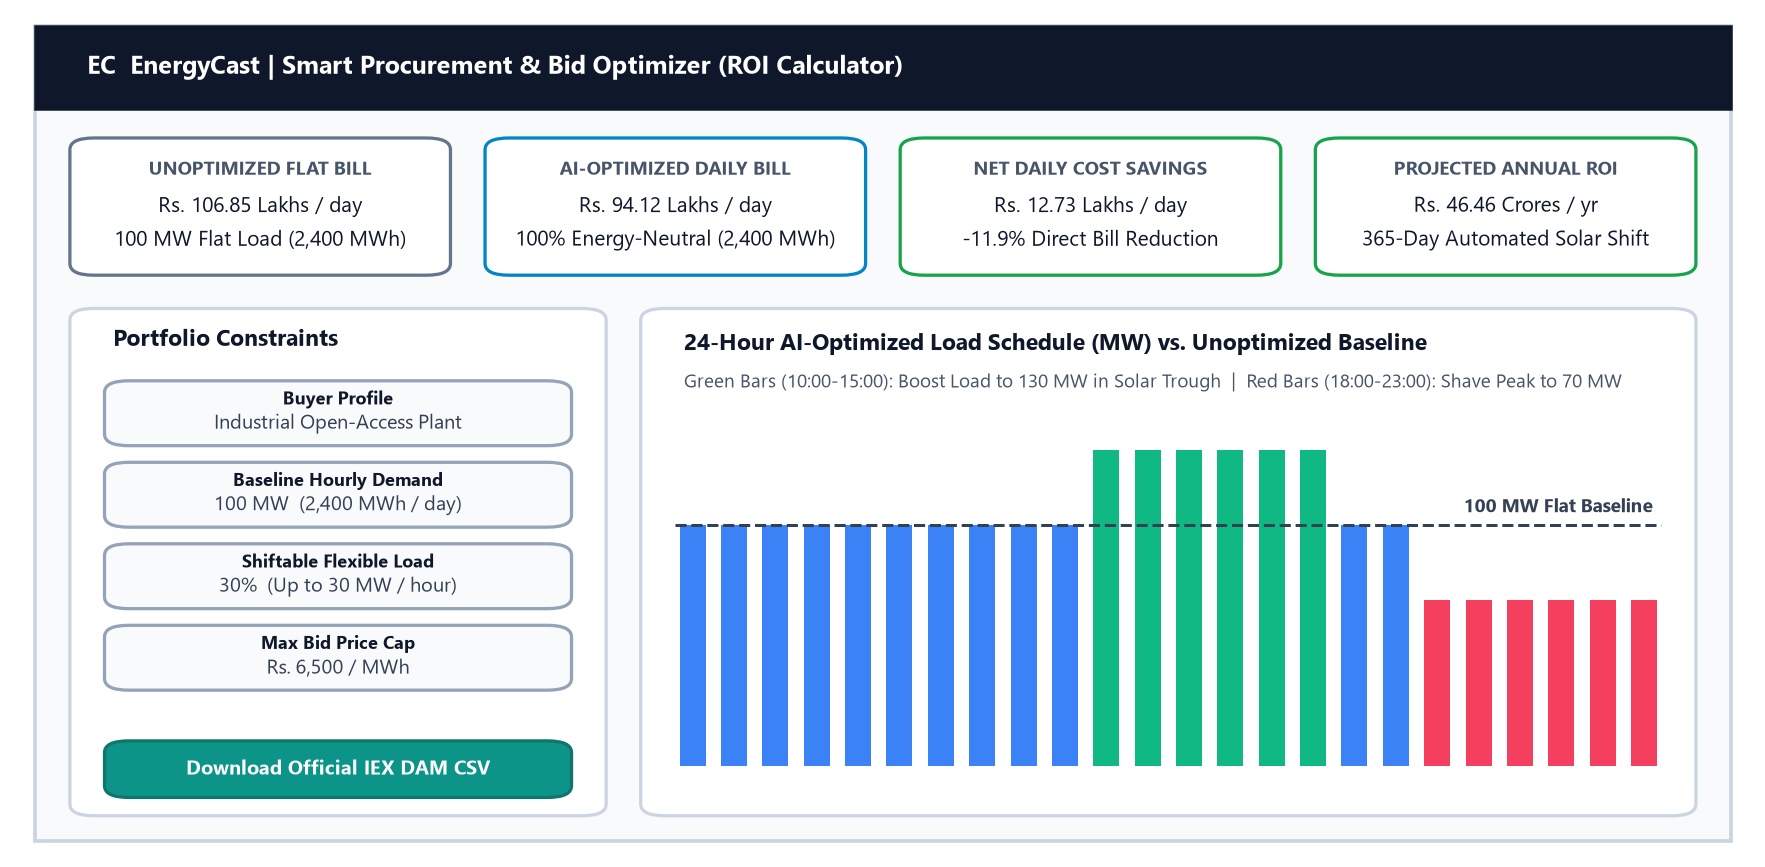 EC EnergyCast | Smart Procurement & Bid Optimizer (ROI Calculator)
UNOPTIMIZED FLAT BILL
Rs. 106.85 Lakhs / day
100 MW Flat Load (2,400 MWh)
AI-OPTIMIZED DAILY BILL
Rs. 94.12 Lakhs / day
100% Energy-Neutral (2,400 MWh)
NET DAILY COST SAVINGS
Rs. 12.73 Lakhs / day
-11.9% Direct Bill Reduction
PROJECTED ANNUAL ROI
Rs. 46.46 Crores / yr
365-Day Automated Solar Shift
Portfolio Constraints
Buyer Profile
Industrial Open-Access Plant
Baseline Hourly Demand
100 MW (2,400 MWh / day)
Shiftable Flexible Load
30% (Up to 30 MW / hour)
Max Bid Price Cap
Rs. 6,500 / MWh
Download Official IEX DAM CSV
24-Hour AI-Optimized Load Schedule (MW) vs. Unoptimized Baseline
Green Bars (10:00-15:00): Boost Load to 130 MW in Solar Trough | Red Bars (18:00-23:00): Shave Peak to 70 MW
100 MW Flat Baseline